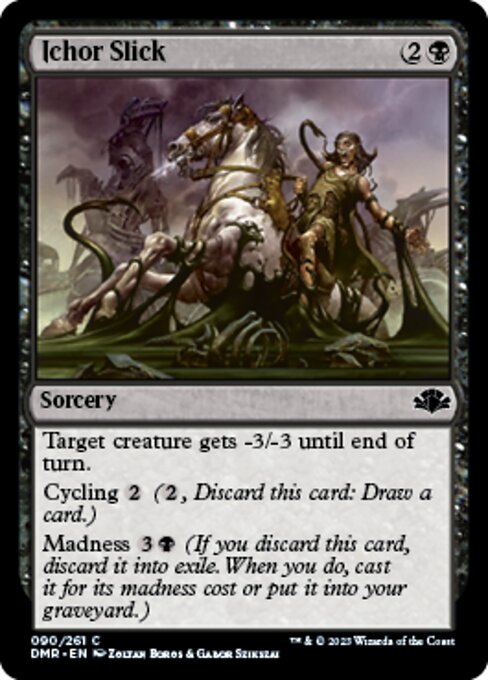 Ichor Slick 2
Sorcery
Target creature gets -3/-3 until end of
turn.
Cycling 2 (2, Discard this card: Draw a
card.)
Madness 3 (If you discard this card,
discard it into exile. When you do, cast
it for its madness cost or put it into your
graveyard.)
090/261 C ™ & © 2023 Wizards of the Coast
DMR • EN Zoltan Boros & Gabor Szikszai